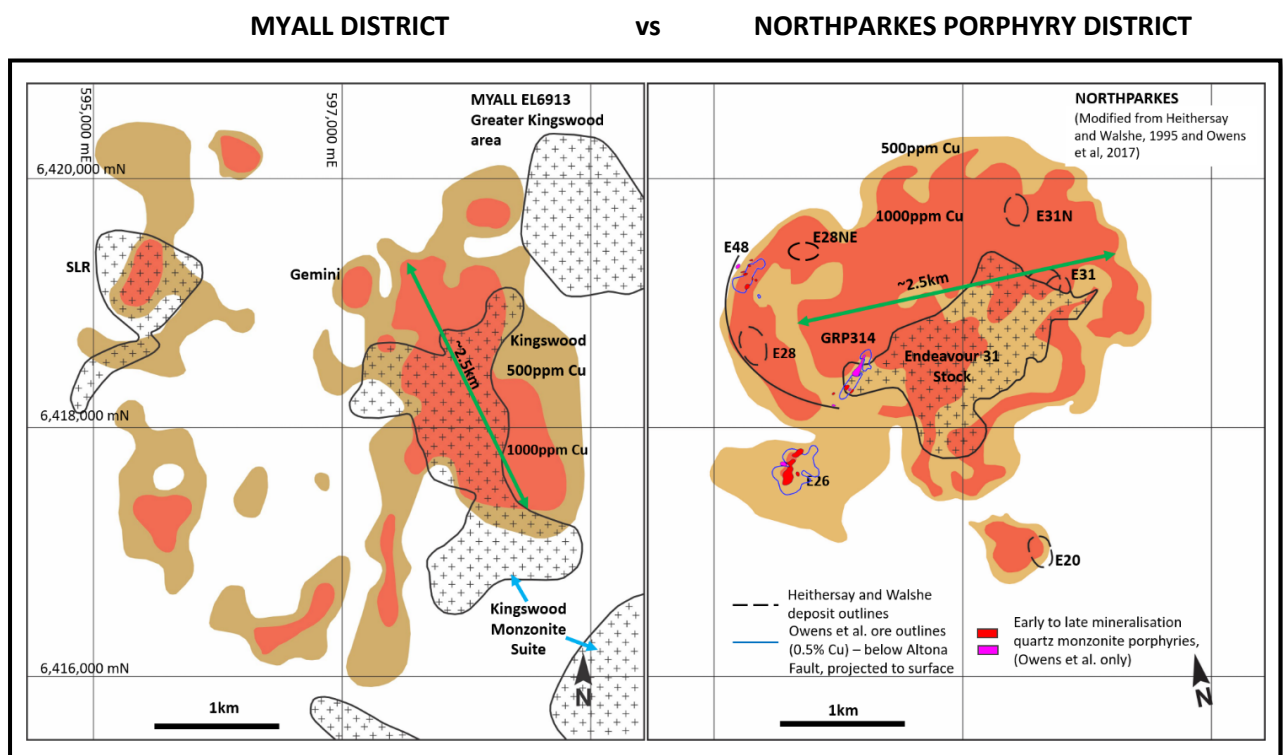 MYALL DISTRICT vs NORTHPARKES PORPHYRY DISTRICT
595,000 mE
597,000 mE
MYALL EL6913
Greater Kingswood
area
6,420,000 mN
SLR
Gemini
Kingswood
500ppm Cu
~2.5km
6,418,000 mN
1000ppm Cu
Kingswood
Monzonite
Suite
6,416,000 mN
N
1km
NORTHPARKES
(Modified from Heithersay
and Walshe, 1995 and Owens
et al, 2017)
500ppm Cu
1000ppm Cu
E31N
E28NE
E48
E31
~2.5km
GRP314
E28
Endeavour 31
Stock
E26
E20
Heithersay and Walshe
deposit outlines
Owens et al. ore outlines
(0.5% Cu) – below Altona
Fault, projected to surface
Early to late mineralisation
quartz monzonite porphyries,
(Owens et al. only)
N
1km